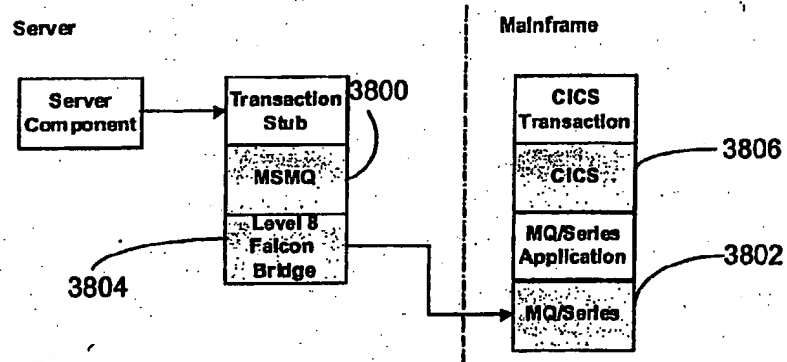 Server
Mainframe
Server
Component
Transaction
Stub
3800
MSMQ
Level 8
Falcon
Bridge
3804
CICS
Transaction
CICS
3806
MQ/Series
Application
3802
MQ/Series